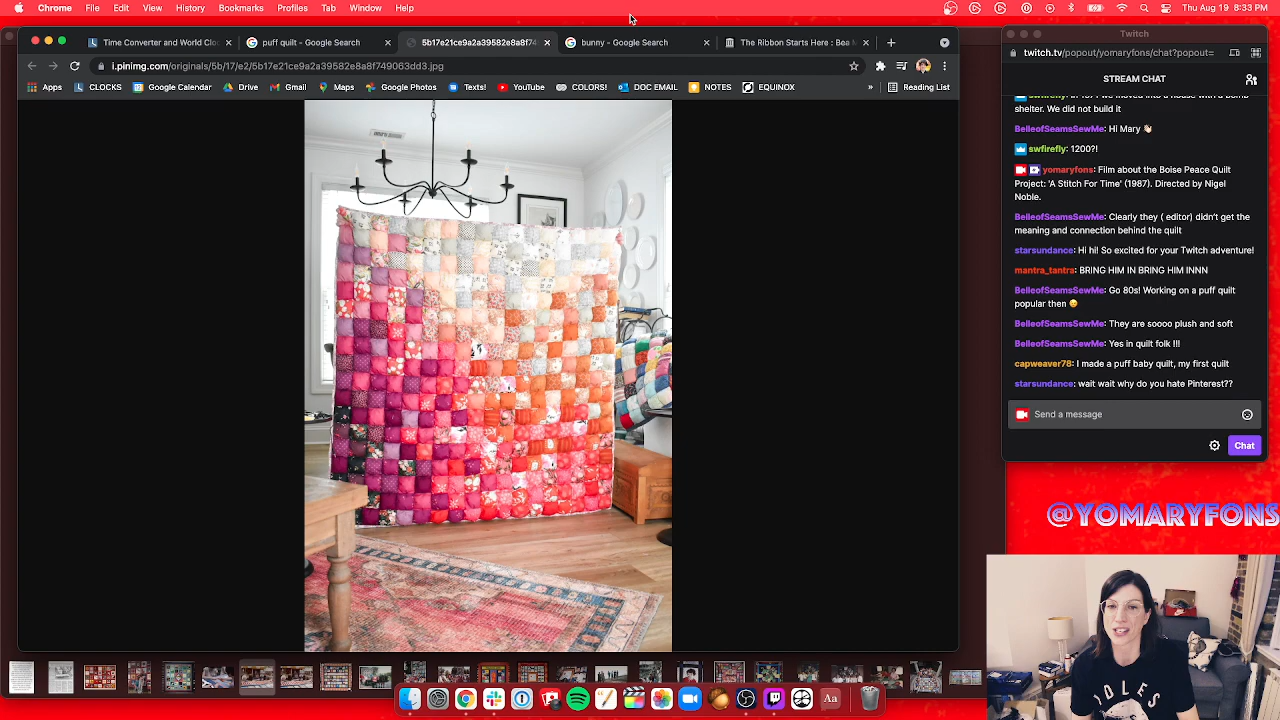 Chrome File Edit View History Bookmarks Profiles Tab Window Help
Thu Aug 19 8:33 PM
Time Converter and World Clo
puff quilt - Google Search
5b17e21ce9a2a39582e8a8f74
bunny - Google Search
The Ribbon Starts Here : Bea M
i.pinimg.com/originals/5b/17/e2/5b17e21ce9a2a39582e8a8f749063dd3.jpg
Apps CLOCKS Google Calendar Drive Gmail Maps Google Photos Texts! YouTube COLORS! DOC EMAIL NOTES EQUINOX » Reading List
Twitch
twitch.tv/popout/yomaryfons/chat?popout=
STREAM CHAT
shelter. We did not build it
BelleofSeamsSewMe: Hi Mary 👋🏻
swfirefly: 1200?!
yomaryfons: Film about the Boise Peace Quilt
Project: 'A Stitch For Time' (1987). Directed by Nigel
Noble.
BelleofSeamsSewMe: Clearly they ( editor) didn't get the
meaning and connection behind the quilt
starsundance: Hi hi! So excited for your Twitch adventure!
mantra_tantra: BRING HIM IN BRING HIM INNN
BelleofSeamsSewMe: Go 80s! Working on a puff quilt
popular then
BelleofSeamsSewMe: They are soooo plush and soft
BelleofSeamsSewMe: Yes in quilt folk !!!
capweaver78: I made a puff baby quilt, my first quilt
starsundance: wait wait why do you hate Pinterest??
Send a message
Chat
@YOMARYFONS
Aa